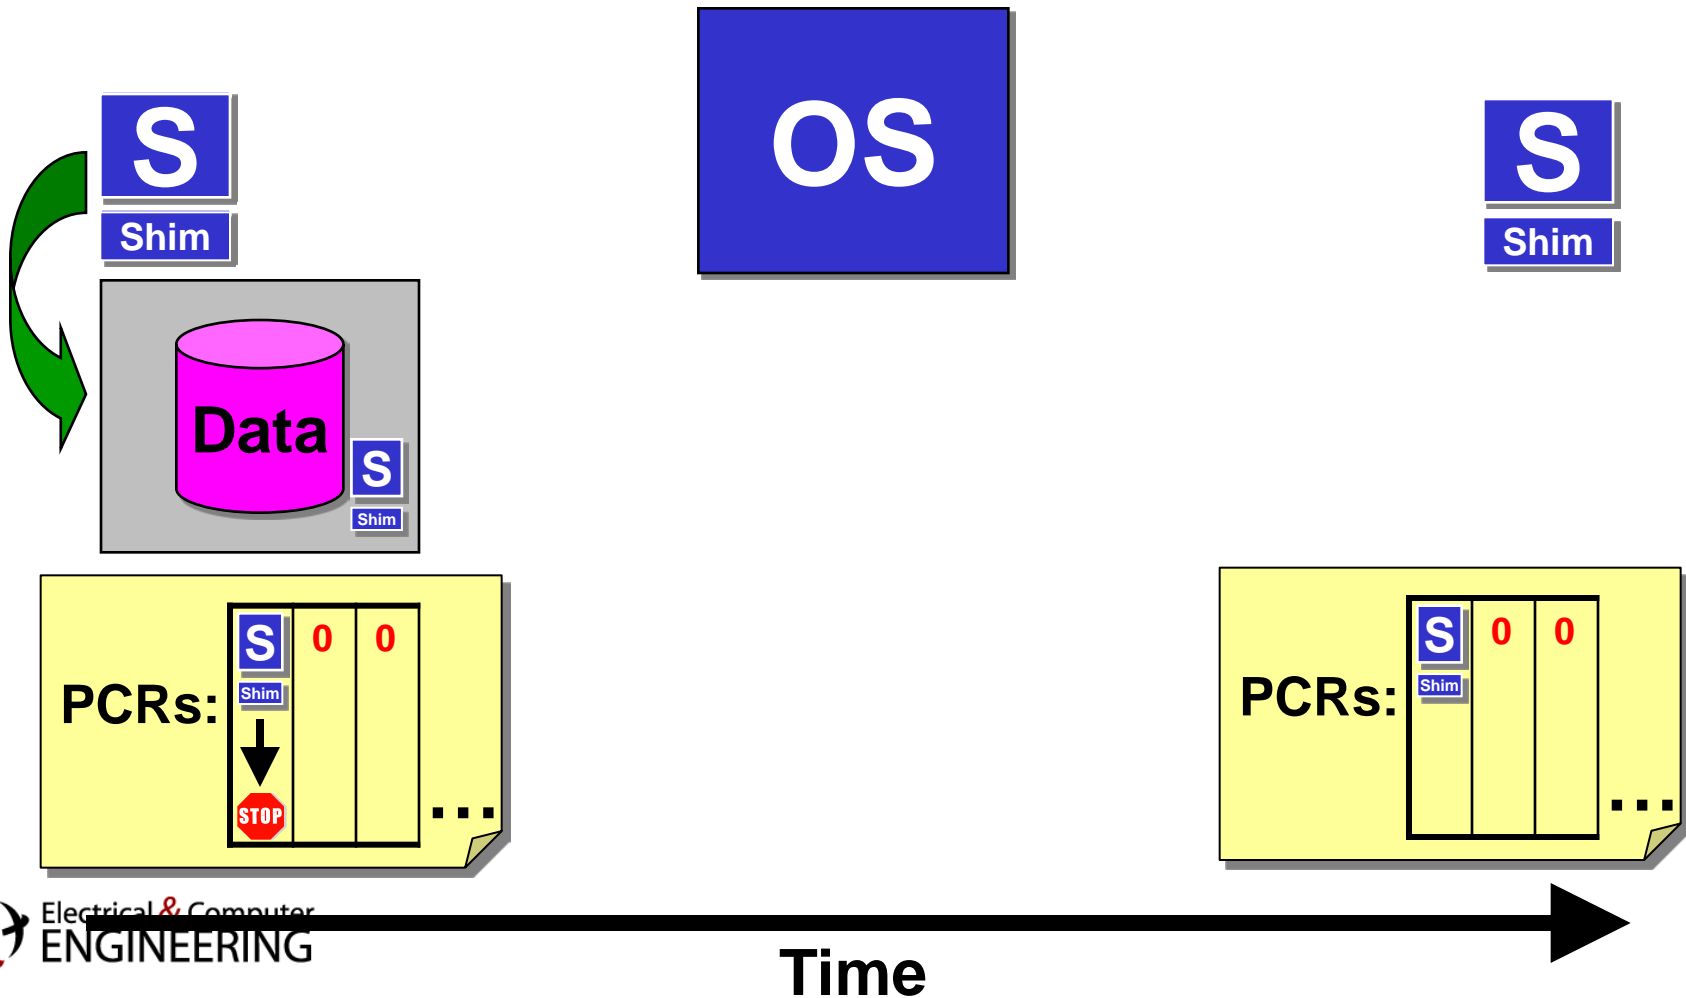 OS
S
Shim
S
Shim
Data
S
Shim
PCRs:
S
Shim
0 0
STOP
...
PCRs:
S
Shim
0 0
...
Electrical & Computer
ENGINEERING
Time